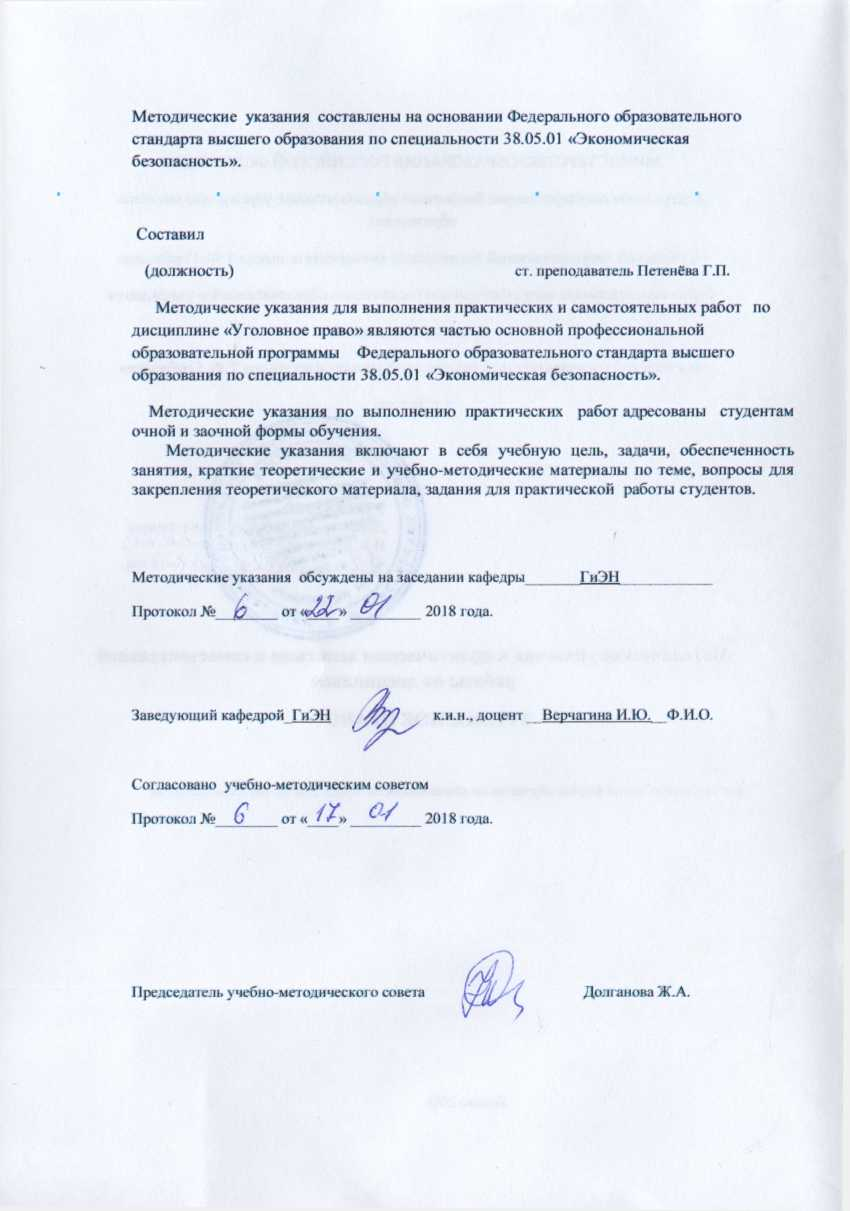 Методические указания составлены на основании Федерального образовательного
стандарта высшего образования по специальности 38.05.01 «Экономическая
безопасность».
Составил
(должность) ст. преподаватель Петенёва Г.П.
Методические указания для выполнения практических и самостоятельных работ по
дисциплине «Уголовное право» являются частью основной профессиональной
образовательной программы Федерального образовательного стандарта высшего
образования по специальности 38.05.01 «Экономическая безопасность».
Методические указания по выполнению практических работ адресованы студентам
очной и заочной формы обучения.
Методические указания включают в себя учебную цель, задачи, обеспеченность
занятия, краткие теоретические и учебно-методические материалы по теме, вопросы для
закрепления теоретического материала, задания для практической работы студентов.
Методические указания обсуждены на заседании кафедры_______ГиЭН____________
Протокол № 6 от «22» 01 2018 года.
Заведующий кафедрой_ГиЭН к.и.н., доцент __Верчагина И.Ю.__Ф.И.О.
Согласовано учебно-методическим советом
Протокол № 6 от «17» 01 2018 года.
Председатель учебно-методического совета Долганова Ж.А.